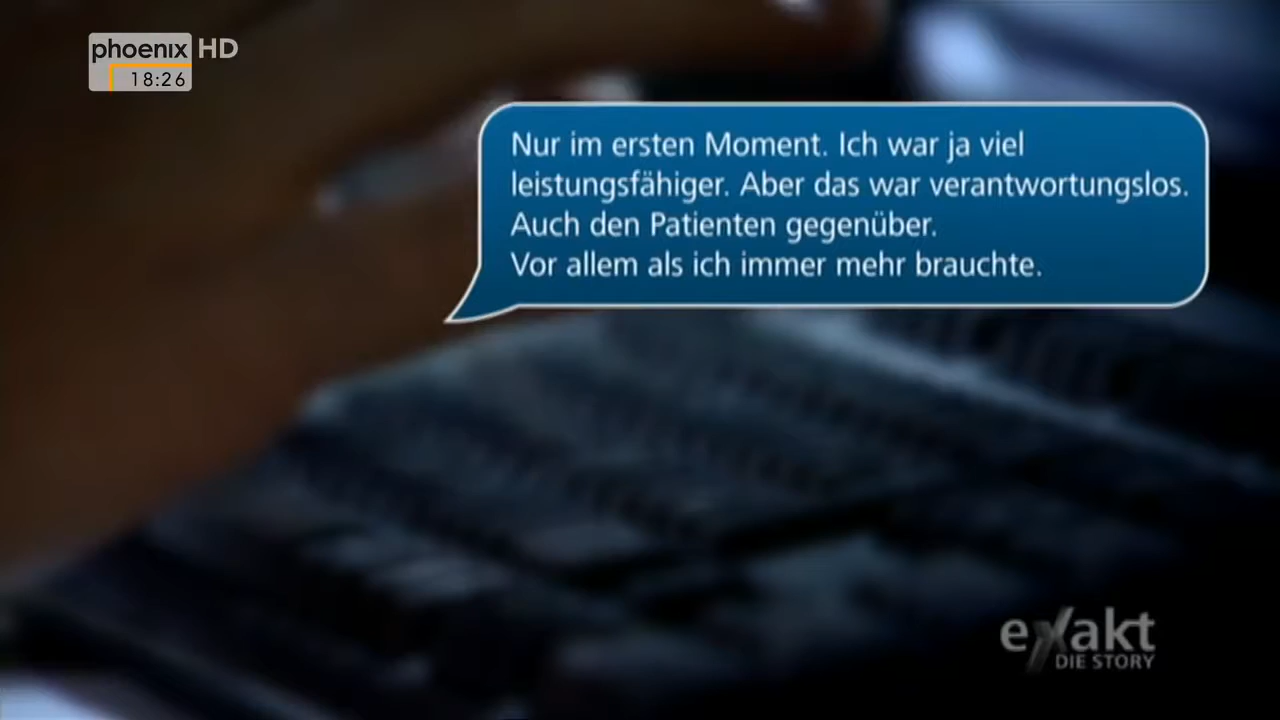 phoenix HD
18:26
Nur im ersten Moment. Ich war ja viel
leistungsfähiger. Aber das war verantwortungslos.
Auch den Patienten gegenüber.
Vor allem als ich immer mehr brauchte.
exakt
DIE STORY